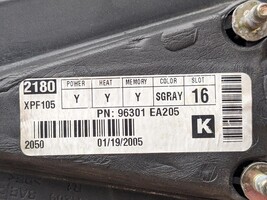 2180 POWER HEAT MEMORY COLOR SLOT
XPF105 Y Y Y SGRAY 16
PN: 96301 EA205
K
2050 01/19/2005